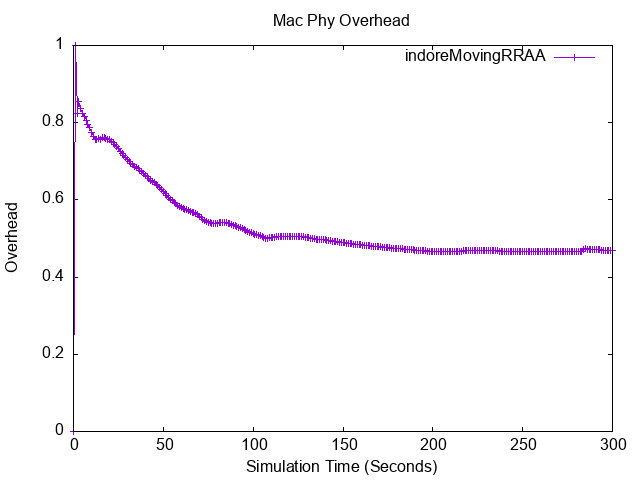 Mac Phy Overhead
indoreMovingRRAA
1
0.8
0.6
0.4
0.2
0
Overhead
0 50 100 150 200 250 300
Simulation Time (Seconds)